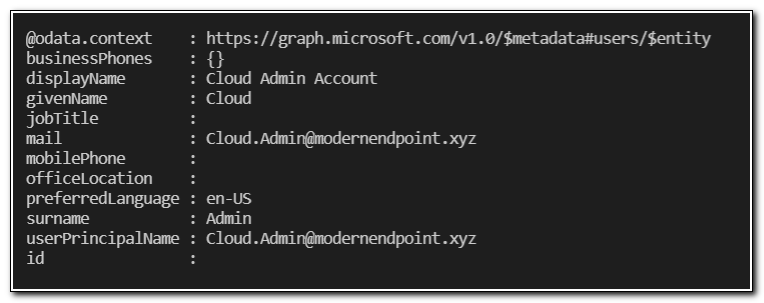 @odata.context    : https://graph.microsoft.com/v1.0/$metadata#users/$entity
businessPhones    : {}
displayName       : Cloud Admin Account
givenName         : Cloud
jobTitle          :
mail              : Cloud.Admin@modernendpoint.xyz
mobilePhone       :
officeLocation    :
preferredLanguage : en-US
surname           : Admin
userPrincipalName : Cloud.Admin@modernendpoint.xyz
id                :